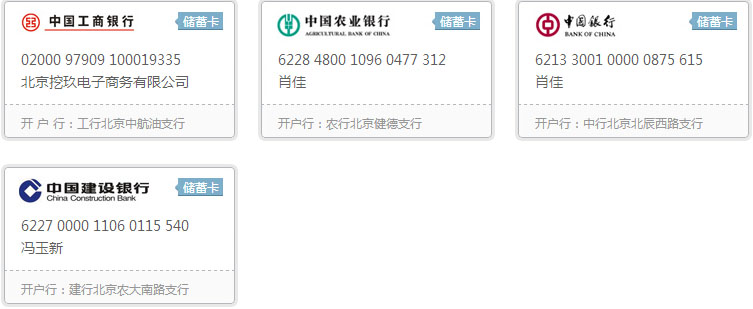 中国工商银行
储蓄卡
02000 97909 100019335
北京挖玖电子商务有限公司
开 户 行：工行北京中航油支行
中国农业银行
AGRICULTURAL BANK OF CHINA
储蓄卡
6228 4800 1096 0477 312
肖佳
开户行：农行北京健德支行
中国银行
BANK OF CHINA
储蓄卡
6213 3001 0000 0875 615
肖佳
开户行：中行北京北辰西路支行
中国建设银行
China Construction Bank
储蓄卡
6227 0000 1106 0115 540
冯玉新
开户行：建行北京农大南路支行